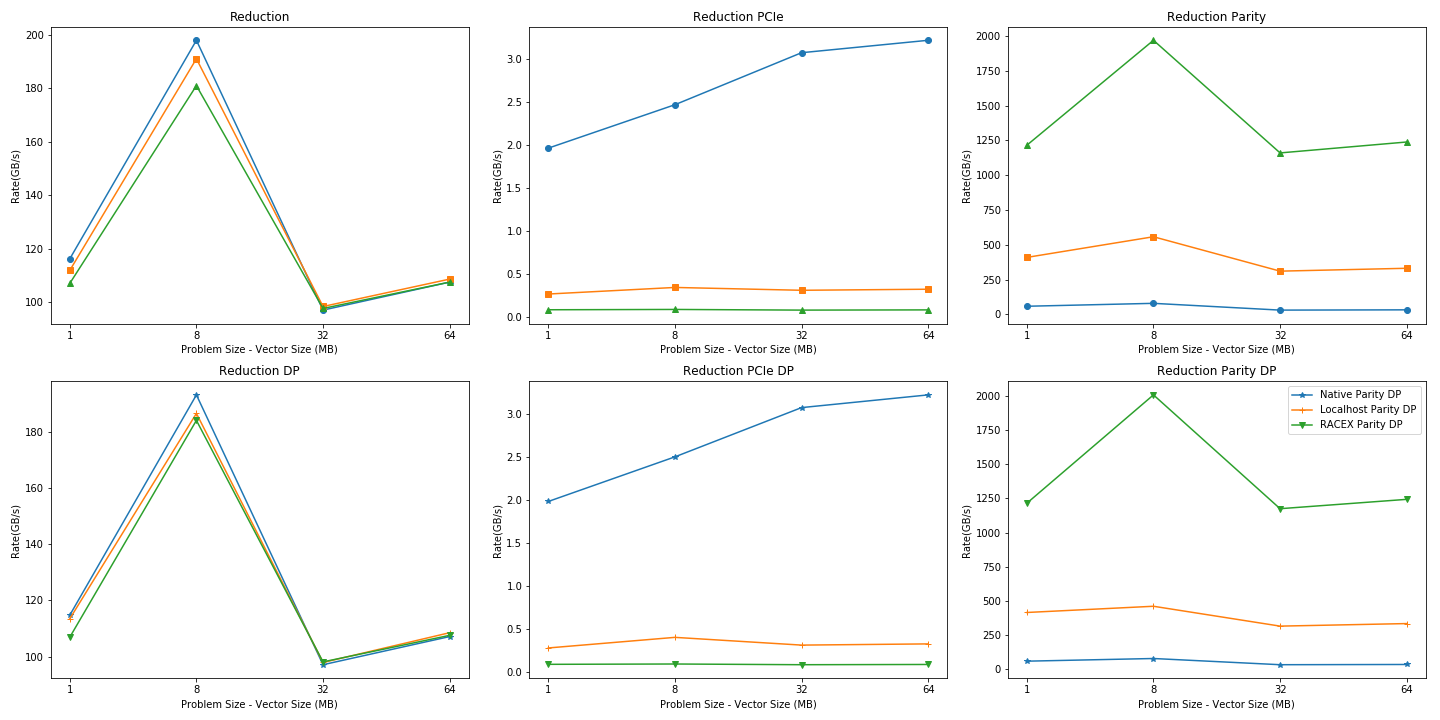 Reduction
Rate(GB/s)
200
180
160
140
120
100
1 8 32 64
Problem Size - Vector Size (MB)
Reduction PCIe
Rate(GB/s)
3.0
2.5
2.0
1.5
1.0
0.5
0.0
1 8 32 64
Problem Size - Vector Size (MB)
Reduction Parity
Rate(GB/s)
2000
1750
1500
1250
1000
750
500
250
0
1 8 32 64
Problem Size - Vector Size (MB)
Reduction DP
Rate(GB/s)
180
160
140
120
100
1 8 32 64
Problem Size - Vector Size (MB)
Reduction PCIe DP
Rate(GB/s)
3.0
2.5
2.0
1.5
1.0
0.5
0.0
1 8 32 64
Problem Size - Vector Size (MB)
Reduction Parity DP
Rate(GB/s)
2000
1750
1500
1250
1000
750
500
250
0
Native Parity DP
Localhost Parity DP
RACEX Parity DP
1 8 32 64
Problem Size - Vector Size (MB)